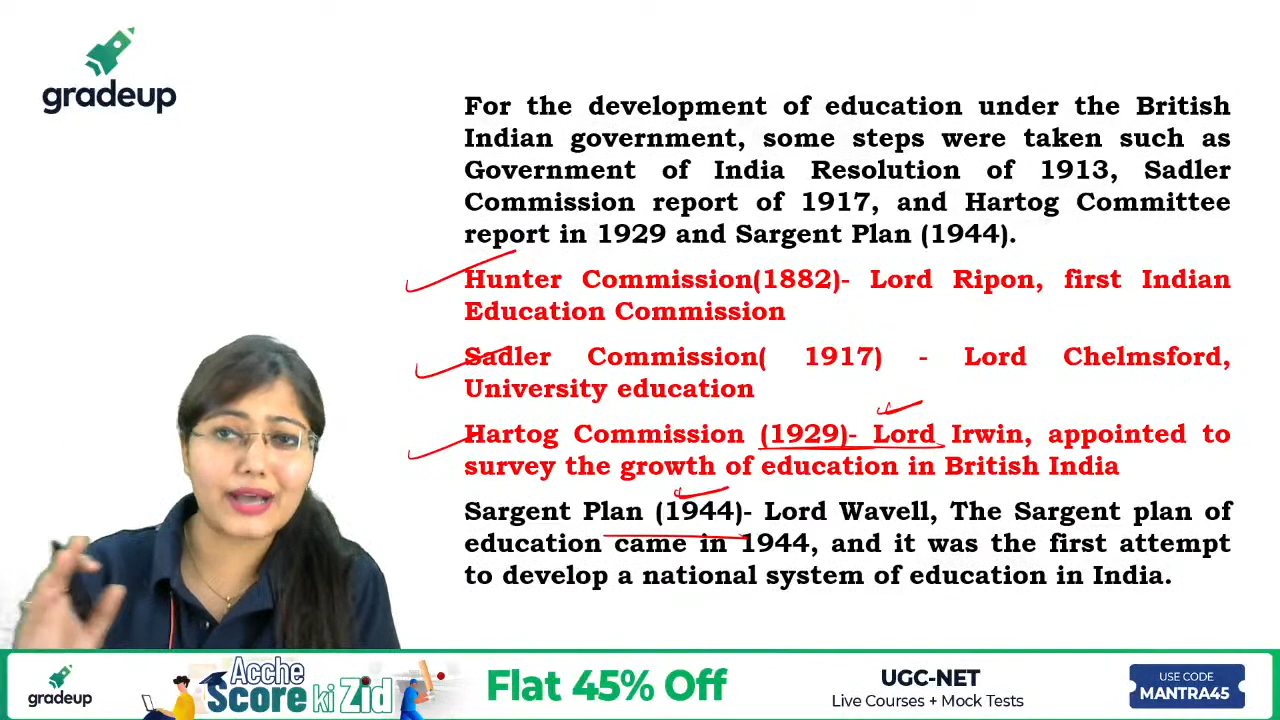 gradeup
For the development of education under the British
Indian government, some steps were taken such as
Government of India Resolution of 1913, Sadler
Commission report of 1917, and Hartog Committee
report in 1929 and Sargent Plan (1944).
Hunter Commission(1882)- Lord Ripon, first Indian
Education Commission
Sadler Commission( 1917) - Lord Chelmsford,
University education
Hartog Commission (1929)- Lord Irwin, appointed to
survey the growth of education in British India
Sargent Plan (1944)- Lord Wavell, The Sargent plan of
education came in 1944, and it was the first attempt
to develop a national system of education in India.
gradeup
Acche
Score ki Zid
Flat 45% Off
UGC-NET
Live Courses + Mock Tests
USE CODE
MANTRA45